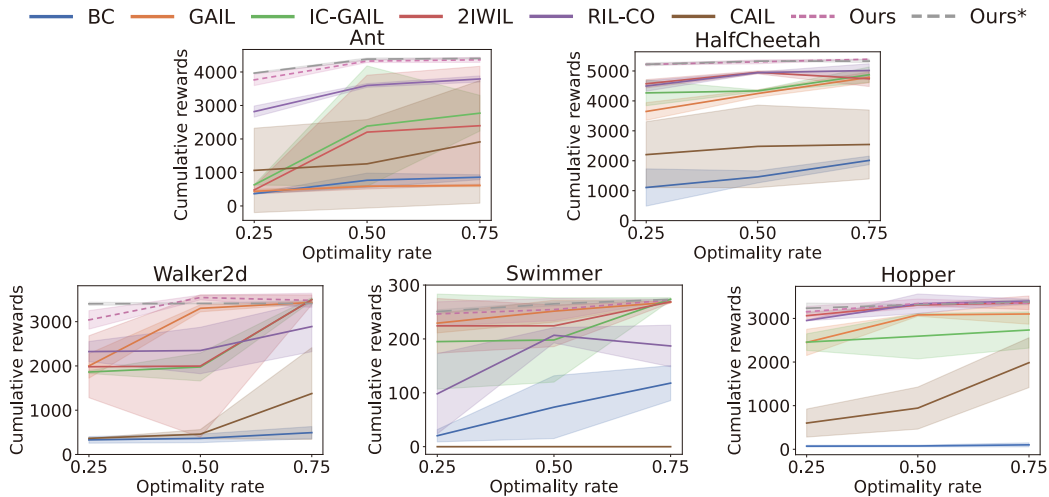 BC GAIL IC-GAIL 2IWIL RIL-CO CAIL Ours Ours*
Ant
Cumulative rewards
4000
3000
2000
1000
0
0.25 0.50 0.75
Optimality rate
HalfCheetah
Cumulative rewards
5000
4000
3000
2000
1000
0
0.25 0.50 0.75
Optimality rate
Walker2d
Cumulative rewards
3000
2000
1000
0
0.25 0.50 0.75
Optimality rate
Swimmer
Cumulative rewards
300
200
100
0
0.25 0.50 0.75
Optimality rate
Hopper
Cumulative rewards
3000
2000
1000
0
0.25 0.50 0.75
Optimality rate